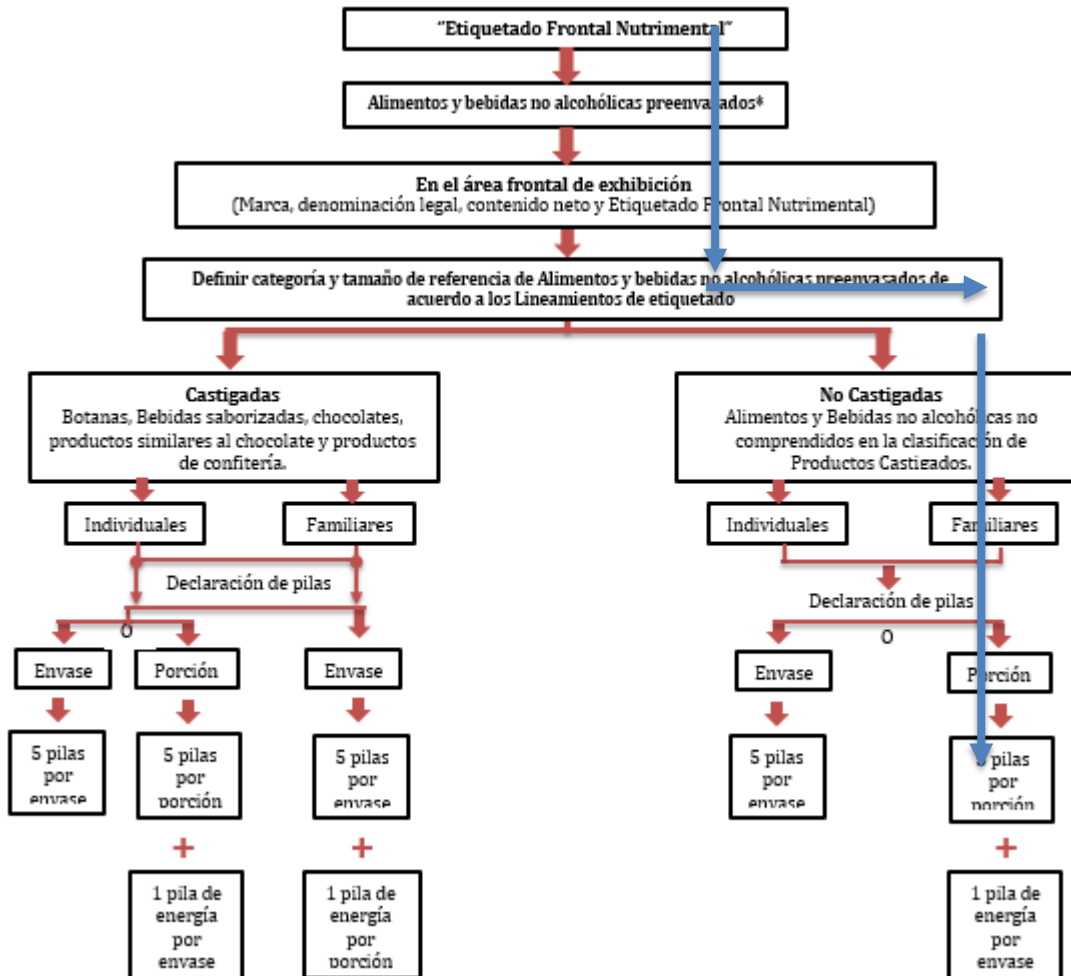 "Etiquetado Frontal Nutrimental"
Alimentos y bebidas no alcohólicas preenvasados*
En el área frontal de exhibición
(Marca, denominación legal, contenido neto y Etiquetado Frontal Nutrimental)
Definir categoría y tamaño de referencia de Alimentos y bebidas no alcohólicas preenvasados de
acuerdo a los Lineamientos de etiquetado
Castigadas
Botanas, Bebidas saborizadas, chocolates,
productos similares al chocolate y productos
de confitería.
No Castigadas
Alimentos y Bebidas no alcohólicas no
comprendidos en la clasificación de
Productos Castigados.
Individuales
Familiares
Individuales
Familiares
Declaración de pilas
Declaración de pilas
O
O
Envase
Porción
Envase
Envase
Porción
5 pilas
por
envase
5 pilas
por
porción
5 pilas
por
envase
5 pilas
por
envase
5 pilas
por
porción
+
+
+
1 pila de
energía
por
envase
1 pila de
energía
por
porción
1 pila de
energía
por
envase